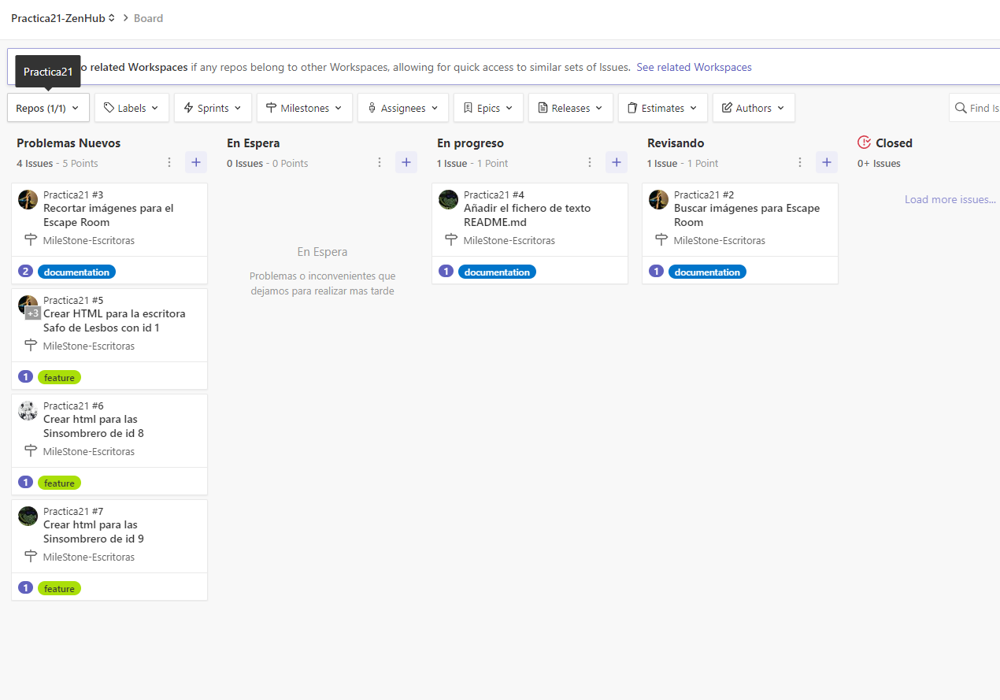 Practica21-ZenHub > Board
o related Workspaces if any repos belong to other Workspaces, allowing for quick access to similar sets of Issues. See related Workspaces
Practica21
Repos (1/1) Labels Sprints Milestones Assignees Epics Releases Estimates Authors Find Is
Problemas Nuevos
4 Issues - 5 Points
Practica21 #3
Recortar imágenes para el
Escape Room
MileStone-Escritoras
2 documentation
Practica21 #5
+3
Crear HTML para la escritora
Safo de Lesbos con id 1
MileStone-Escritoras
1 feature
Practica21 #6
Crear html para las
Sinsombrero de id 8
MileStone-Escritoras
1 feature
Practica21 #7
Crear html para las
Sinsombrero de id 9
MileStone-Escritoras
1 feature
En Espera
0 Issues - 0 Points
En Espera
Problemas o inconvenientes que
dejamos para realizar mas tarde
En progreso
1 Issue - 1 Point
Practica21 #4
Añadir el fichero de texto
README.md
MileStone-Escritoras
1 documentation
Revisando
1 Issue - 1 Point
Practica21 #2
Buscar imágenes para Escape
Room
MileStone-Escritoras
1 documentation
Closed
0+ Issues
Load more issues...